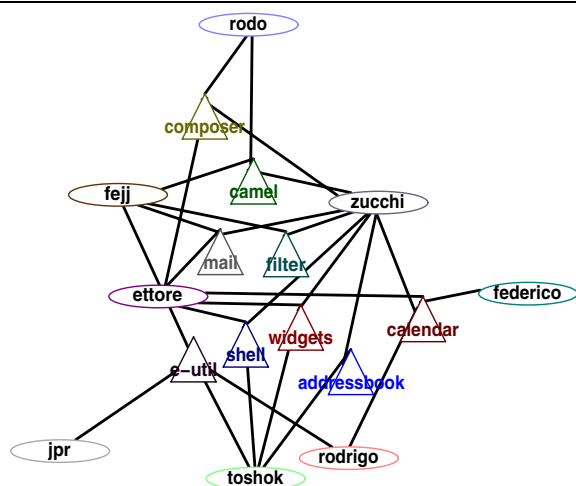 rodo
composer
fejj
camel
zucchi
mail
filter
ettore
federico
widgets
calendar
shell
e-util
addressbook
jpr
rodrigo
toshok